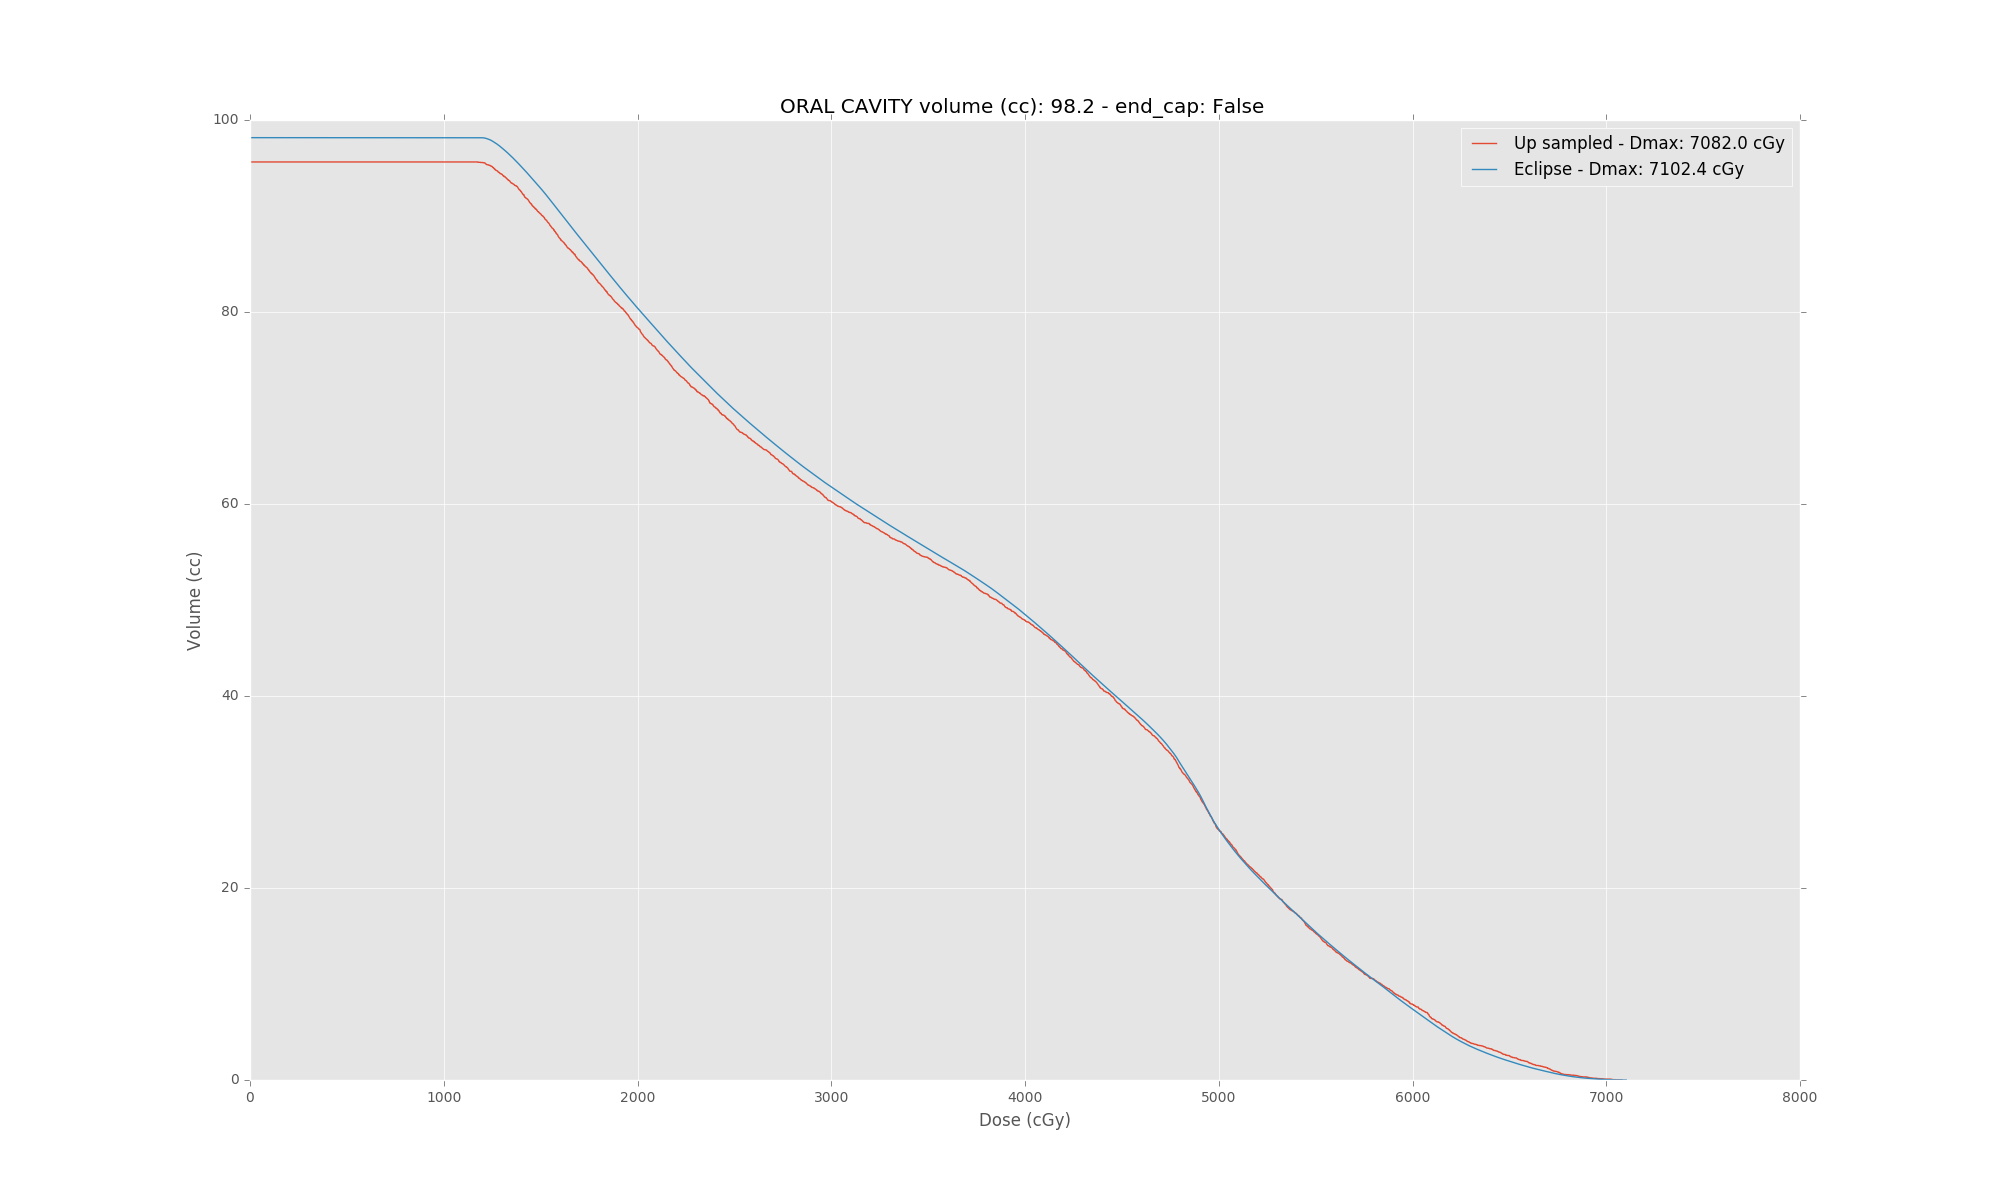 ORAL CAVITY volume (cc): 98.2 - end_cap: False
Up sampled - Dmax: 7082.0 cGy
Eclipse - Dmax: 7102.4 cGy
100
80
60
40
20
0
Volume (cc)
0 1000 2000 3000 4000 5000 6000 7000 8000
Dose (cGy)